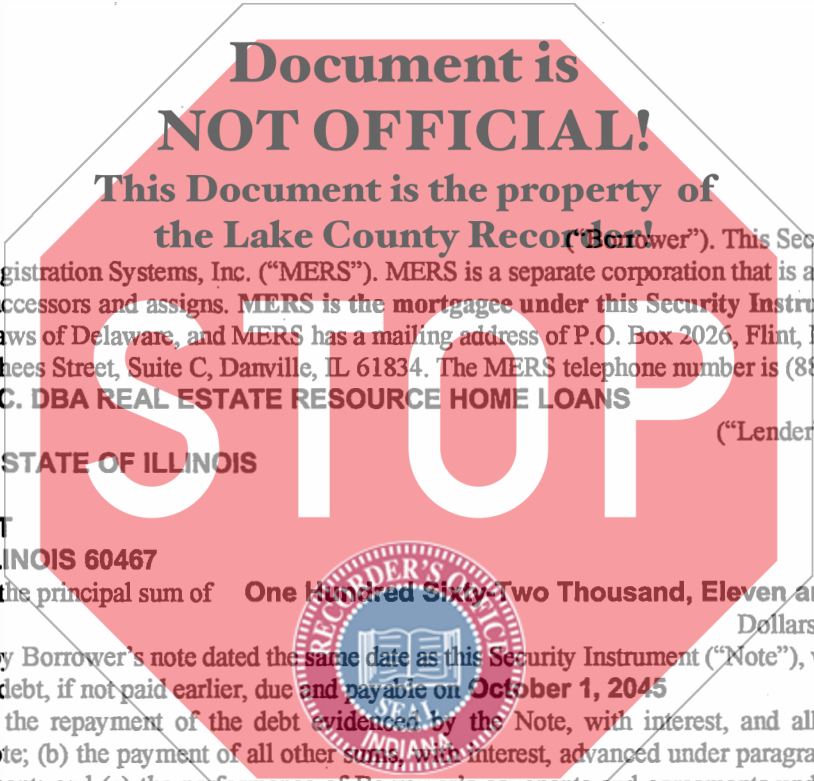 Document is
NOT OFFICIAL!
This Document is the property of
the Lake County Recorder!
("Borrower"). This Sec
gistration Systems, Inc. ("MERS"). MERS is a separate corporation that is a
ccessors and assigns. MERS is the mortgagee under this Security Instru
aws of Delaware, and MERS has a mailing address of P.O. Box 2026, Flint,
hees Street, Suite C, Danville, IL 61834. The MERS telephone number is (88
C. DBA REAL ESTATE RESOURCE HOME LOANS
("Lender
STATE OF ILLINOIS
STOP
T
INOIS 60467
the principal sum of One Hundred Sixty-Two Thousand, Eleven a
Dollars
y Borrower's note dated the same date as this Security Instrument ("Note"),
debt, if not paid earlier, due and payable on October 1, 2045
the repayment of the debt evidenced by the Note, with interest, and all
te; (b) the payment of all other sums, with interest, advanced under paragra
RECORDER'S OFFICE
SEAL
INDIANA